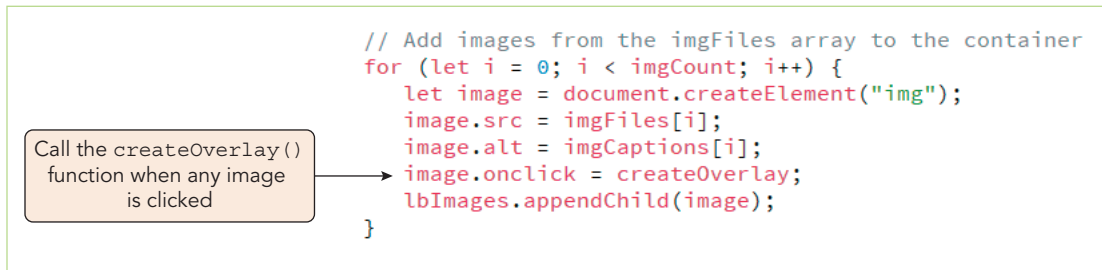 // Add images from the imgFiles array to the container
for (let i = 0; i < imgCount; i++) {
   let image = document.createElement("img");
   image.src = imgFiles[i];
   image.alt = imgCaptions[i];
   image.onclick = createOverlay;
   lbImages.appendChild(image);
}
Call the createOverlay()
function when any image
is clicked